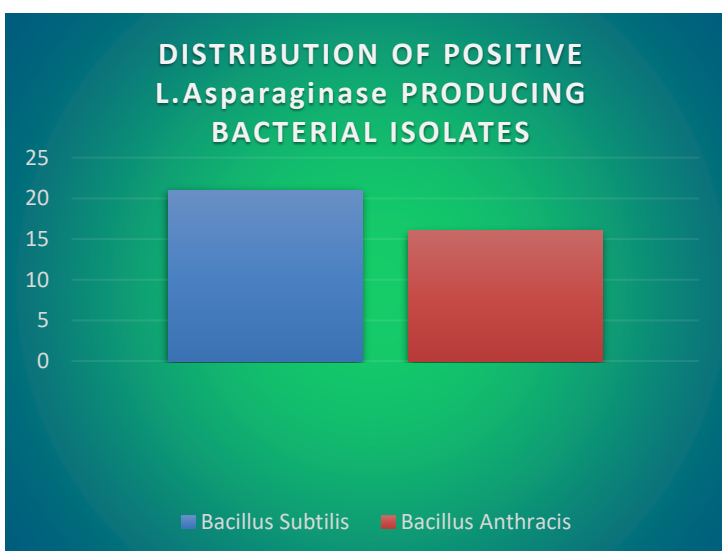 DISTRIBUTION OF POSITIVE
L.Asparaginase PRODUCING
BACTERIAL ISOLATES
25
20
15
10
5
0
Bacillus Subtilis Bacillus Anthracis